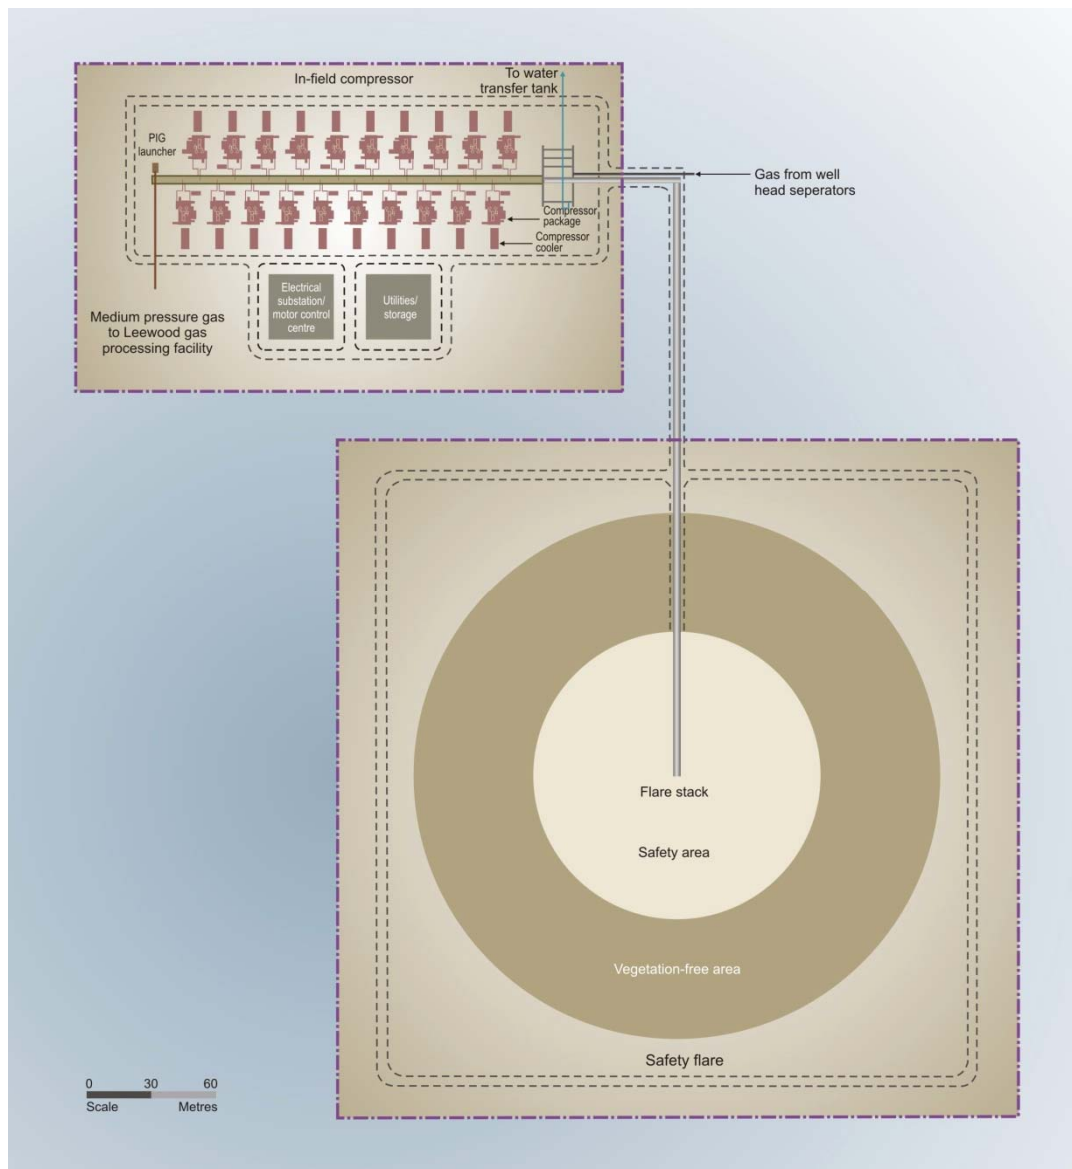 In-field compressor
To water
transfer tank
PIG
launcher
Gas from well
head seperators
Compressor
package
Compressor
cooler
Electrical
substation/
motor control
centre
Utilities/
storage
Medium pressure gas
to Leewood gas
processing facility
Flare stack
Safety area
Vegetation-free area
Safety flare
0 30 60
Scale Metres